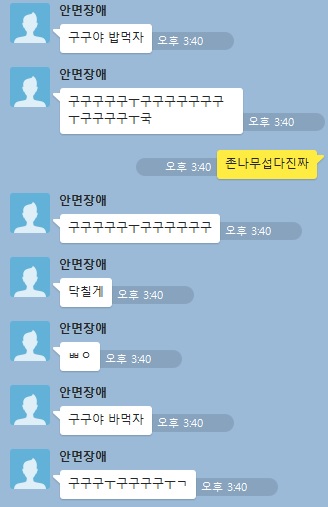 안면장애
구구야 밥먹자
오후 3:40
안면장애
구구구구구ㅜ구구구구구구구
ㅜ구구구구ㅜ국
오후 3:40
오후 3:40
존나무섭다진짜
안면장애
구구구구구ㅜ구구구구구구
오후 3:40
안면장애
닥칠게
오후 3:40
안면장애
ㅃㅇ
오후 3:40
안면장애
구구야 바먹자
오후 3:40
안면장애
구구구ㅜ구구구구ㅜㄱ
오후 3:40